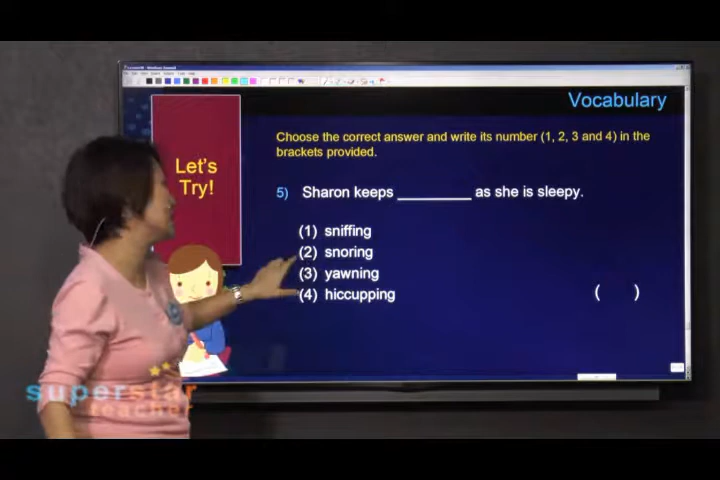 Vocabulary
Let's
Try!
Choose the correct answer and write its number (1, 2, 3 and 4) in the
brackets provided.
5) Sharon keeps ________ as she is sleepy.
(1) sniffing
(2) snoring
(3) yawning
(4) hiccupping
( )
superstar
teacher